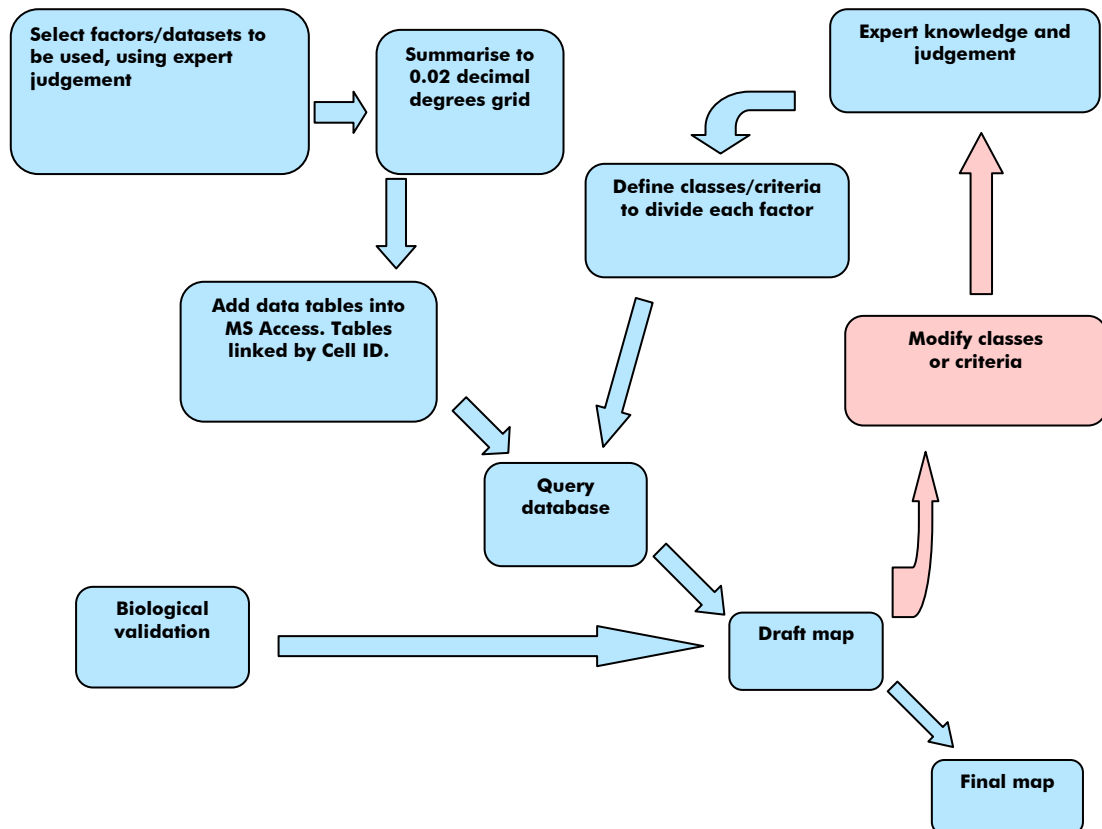 Select factors/datasets to
be used, using expert
judgement
Summarise to
0.02 decimal
degrees grid
Expert knowledge and
judgement
Define classes/criteria
to divide each factor
Add data tables into
MS Access. Tables
linked by Cell ID.
Modify classes
or criteria
Query
database
Biological
validation
Draft map
Final map